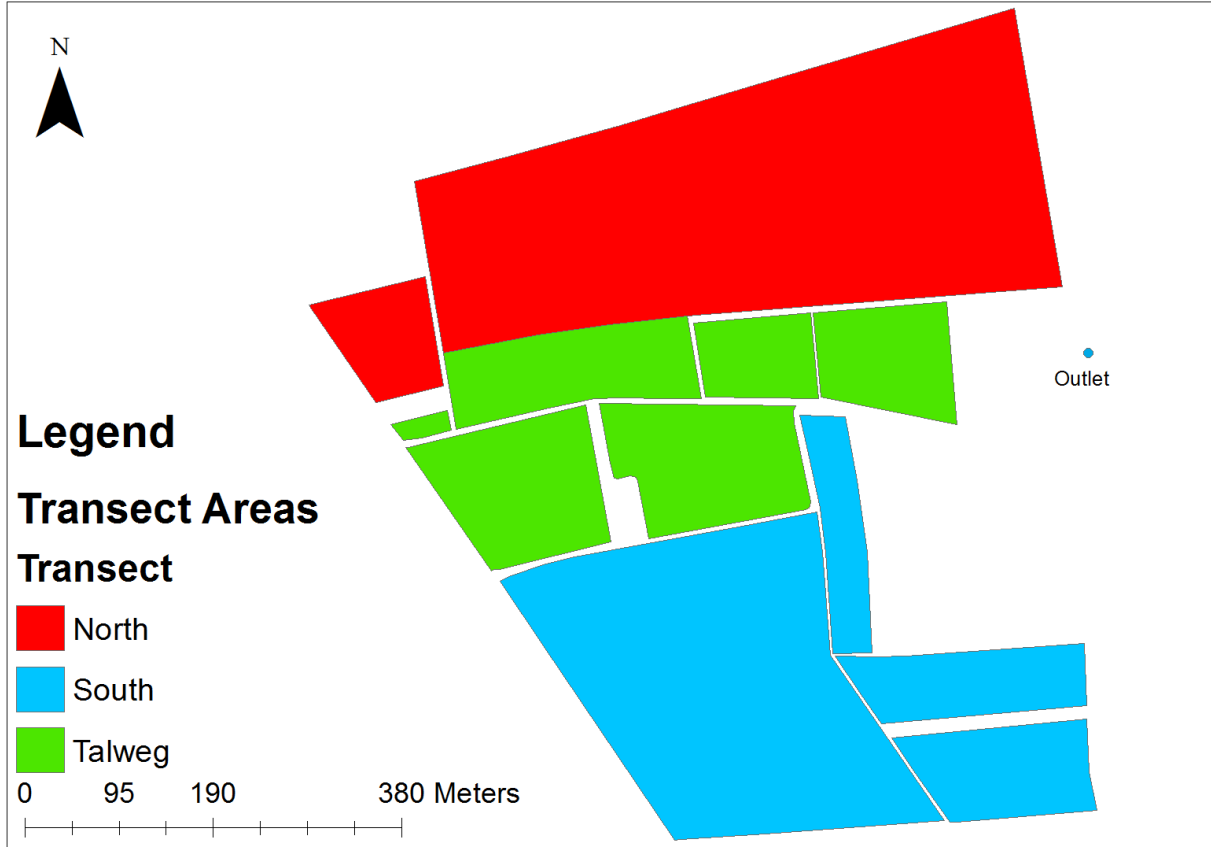 N
Outlet
Legend
Transect Areas
Transect
North
South
Talweg
0 95 190 380 Meters